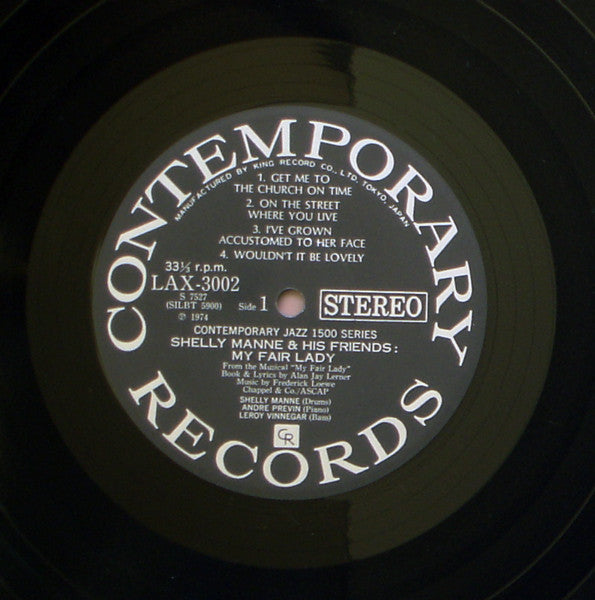 CONTEMPORARY
MANUFACTURED BY KING RECORD CO., LTD. TOKYO, JAPAN
1. GET ME TO
THE CHURCH ON TIME
2. ON THE STREET
WHERE YOU LIVE
3. I'VE GROWN
ACCUSTOMED TO HER FACE
4. WOULDN'T IT BE LOVELY
33⅓ r.p.m.
LAX-3002
S 7527
(SILBT 5900)
Side 1
STEREO
℗ 1974
CONTEMPORARY JAZZ 1500 SERIES
SHELLY MANNE & HIS FRIENDS:
MY FAIR LADY
From the Musical "My Fair Lady"
Book & Lyrics by Alan Jay Lerner
Music by Frederick Loewe
Chappel & Co./ASCAP
SHELLY MANNE (Drums)
ANDRE PREVIN (Piano)
LEROY VINNEGAR (Bass)
CR
RECORDS